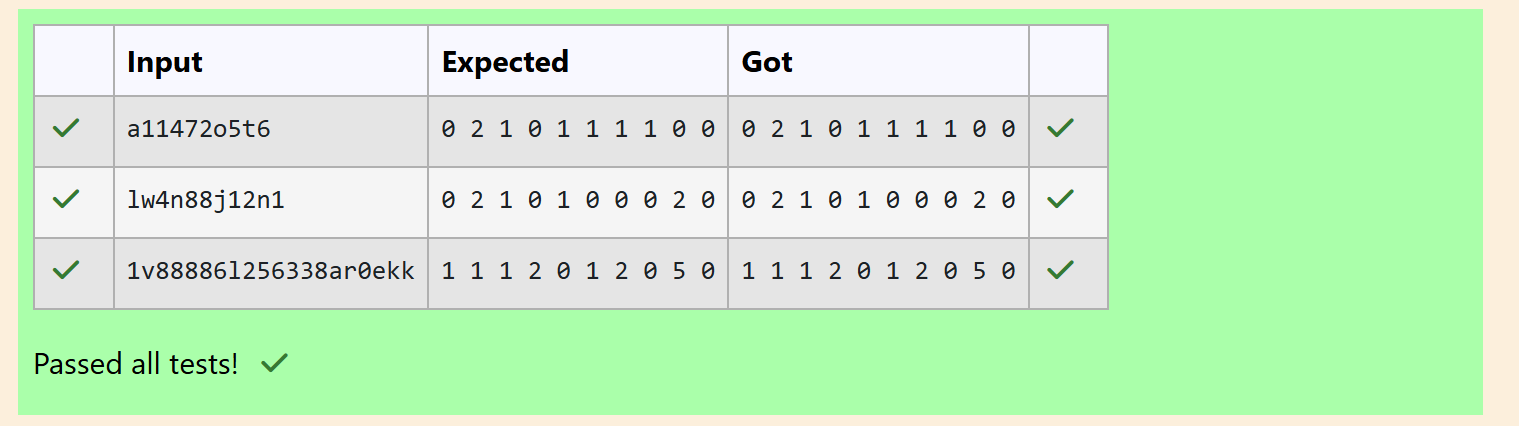 Input Expected Got
a11472o5t6 0 2 1 0 1 1 1 1 0 0 0 2 1 0 1 1 1 1 0 0
lw4n88j12n1 0 2 1 0 1 0 0 0 2 0 0 2 1 0 1 0 0 0 2 0
1v88886l256338ar0ekk 1 1 1 2 0 1 2 0 5 0 1 1 1 2 0 1 2 0 5 0
Passed all tests!